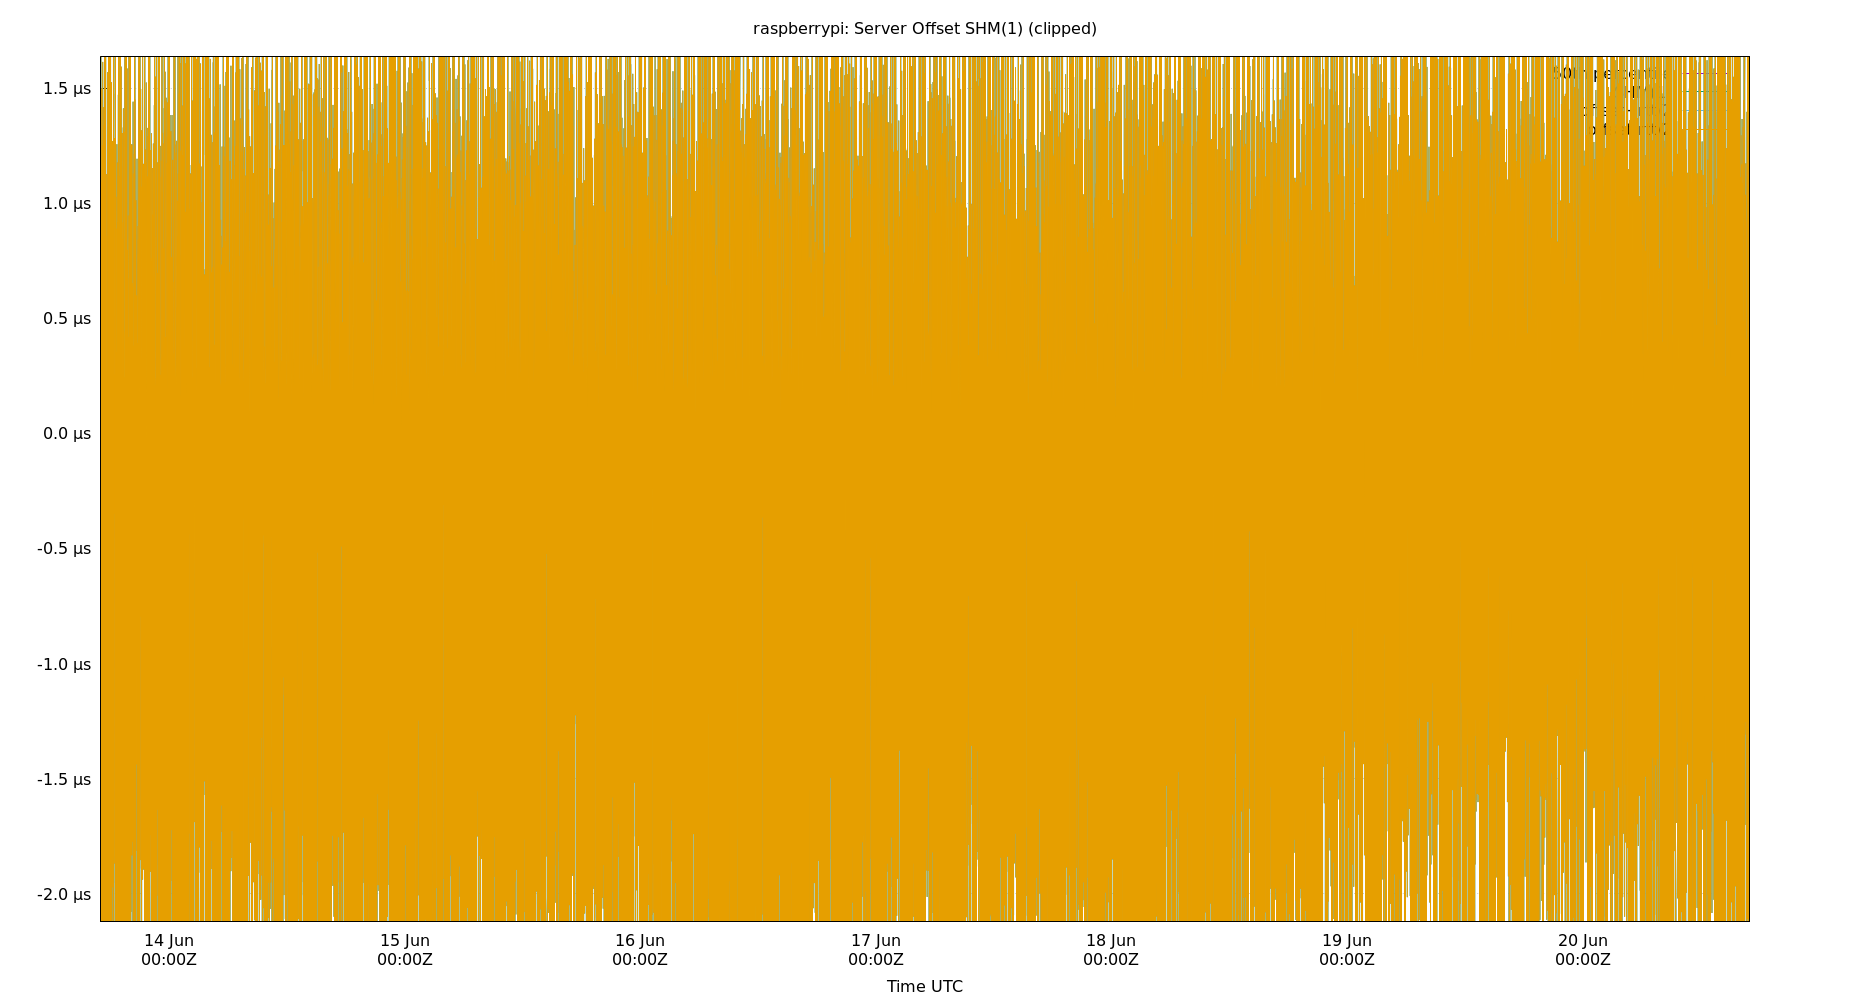 raspberrypi: Server Offset SHM(1) (clipped)
1.5 µs
1.0 µs
0.5 µs
0.0 µs
-0.5 µs
-1.0 µs
-1.5 µs
-2.0 µs
14 Jun
00:00Z
15 Jun
00:00Z
16 Jun
00:00Z
17 Jun
00:00Z
18 Jun
00:00Z
19 Jun
00:00Z
20 Jun
00:00Z
Time UTC